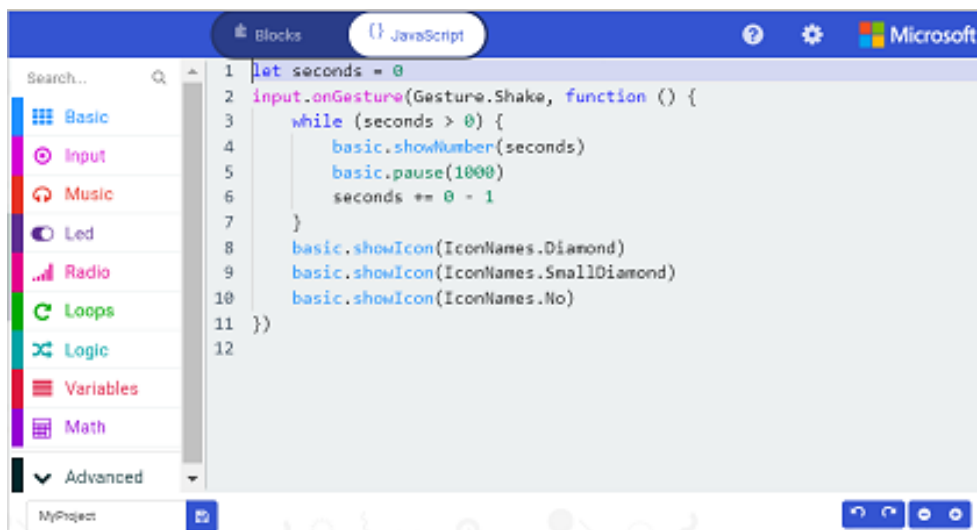 Blocks
{} JavaScript
Microsoft
Search...
Basic
Input
Music
Led
Radio
Loops
Logic
Variables
Math
Advanced
1 let seconds = 0
2 input.onGesture(Gesture.Shake, function () {
3 while (seconds > 0) {
4 basic.showNumber(seconds)
5 basic.pause(1000)
6 seconds += 0 - 1
7 }
8 basic.showIcon(IconNames.Diamond)
9 basic.showIcon(IconNames.SmallDiamond)
10 basic.showIcon(IconNames.No)
11 })
12
MyProject